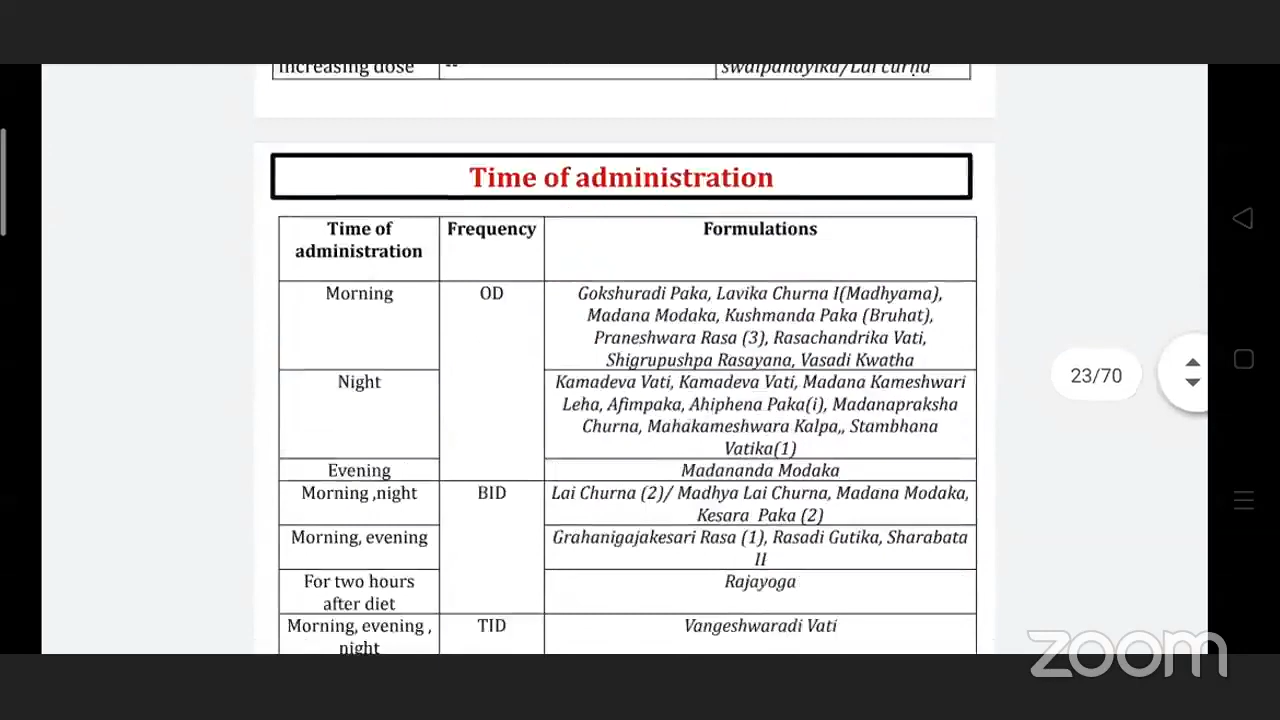 increasing dose
swalpanayika/Lai curṇa
Time of administration
Time of administration Frequency Formulations
Morning OD Gokshuradi Paka, Lavika Churna I(Madhyama),
Madana Modaka, Kushmanda Paka (Bruhat),
Praneshwara Rasa (3), Rasachandrika Vati,
Shigrupushpa Rasayana, Vasadi Kwatha
Night Kamadeva Vati, Kamadeva Vati, Madana Kameshwari
Leha, Afimpaka, Ahiphena Paka(i), Madanapraksha
Churna, Mahakameshwara Kalpa,, Stambhana
Vatika(1)
Evening Madananda Modaka
Morning ,night BID Lai Churna (2)/ Madhya Lai Churna, Madana Modaka,
Kesara Paka (2)
Morning, evening Grahanigajakesari Rasa (1), Rasadi Gutika, Sharabata
II
For two hours Rajayoga
after diet
Morning, evening , TID Vangeshwaradi Vati
night
23/70
zoom